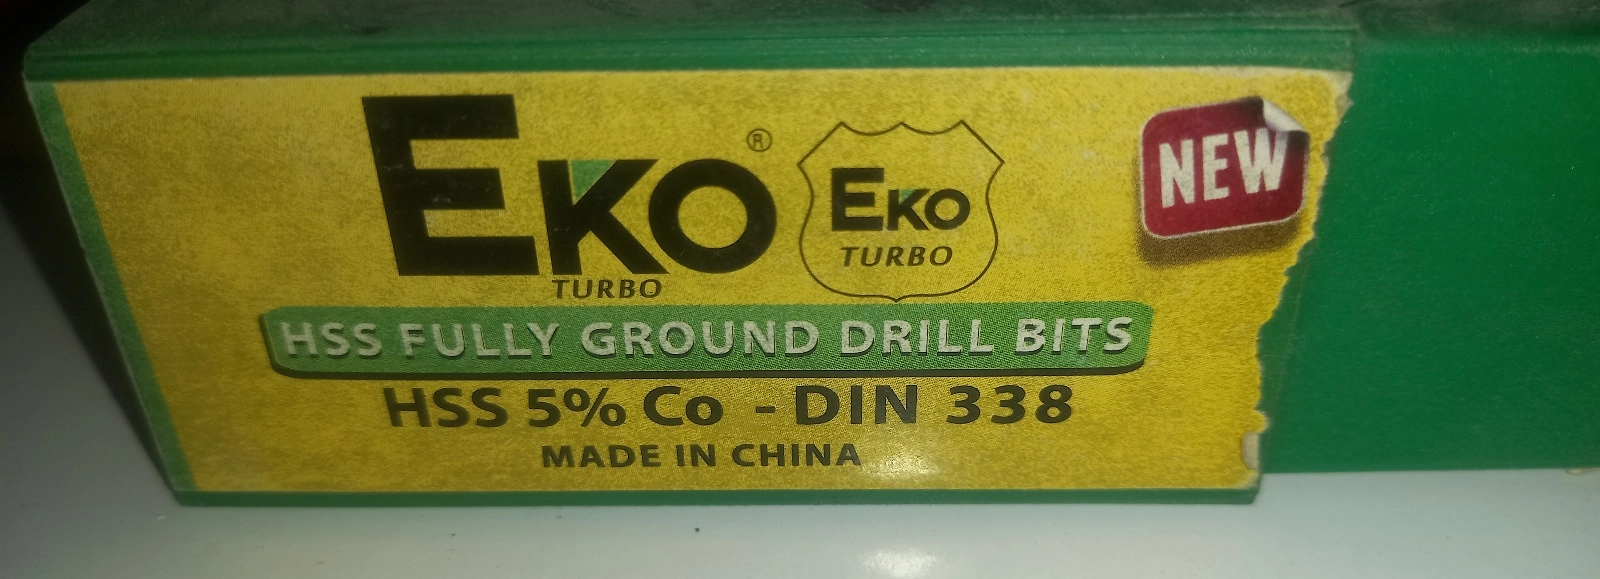 EKO®
TURBO
EKO
TURBO
NEW
HSS FULLY GROUND DRILL BITS
HSS 5% Co - DIN 338
MADE IN CHINA